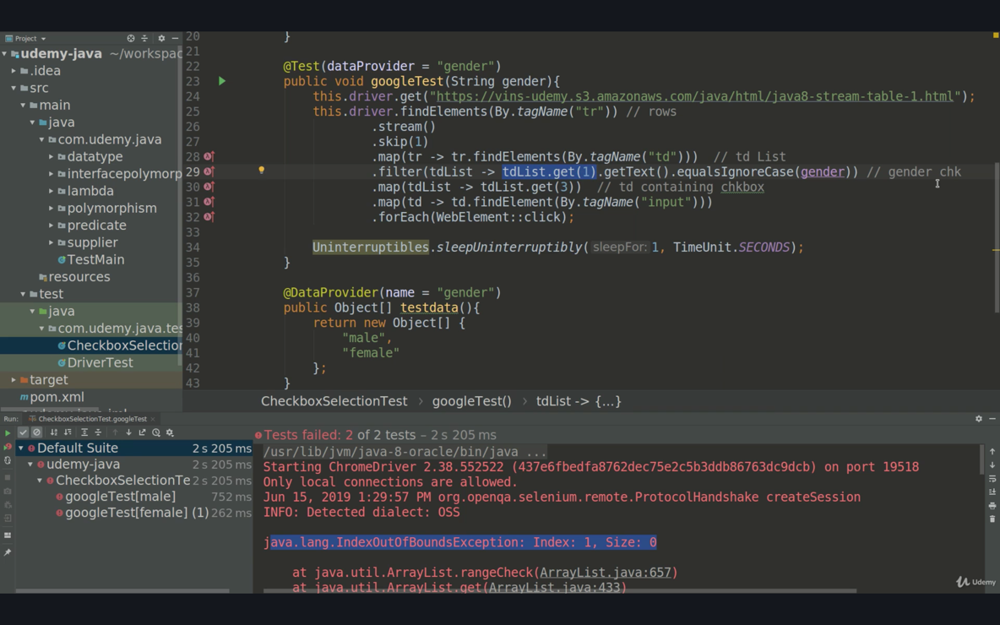 Project
udemy-java ~/workspac
.idea
src
main
java
com.udemy.java
datatype
interfacepolymorp
lambda
polymorphism
predicate
supplier
TestMain
resources
test
java
com.udemy.java.tes
CheckboxSelection
DriverTest
target
pom.xml
20 }
21
22 @Test(dataProvider = "gender")
23 public void googleTest(String gender){
24 this.driver.get("https://vins-udemy.s3.amazonaws.com/java/html/java8-stream-table-1.html");
25 this.driver.findElements(By.tagName("tr")) // rows
26 .stream()
27 .skip(1)
28 .map(tr -> tr.findElements(By.tagName("td"))) // td List
29 .filter(tdList -> tdList.get(1).getText().equalsIgnoreCase(gender)) // gender chk
30 .map(tdList -> tdList.get(3)) // td containing chkbox
31 .map(td -> td.findElement(By.tagName("input")))
32 .forEach(WebElement::click);
33
34 Uninterruptibles.sleepUninterruptibly( sleepFor: 1, TimeUnit.SECONDS);
35 }
36
37 @DataProvider(name = "gender")
38 public Object[] testdata(){
39 return new Object[] {
40 "male",
41 "female"
42 };
43 }
CheckboxSelectionTest > googleTest() > tdList -> {...}
Run: CheckboxSelectionTest.googleTest ×
Default Suite 2 s 205 ms
udemy-java 2 s 205 ms
CheckboxSelectionTe 2 s 205 ms
googleTest[male] 752 ms
googleTest[female] (1) 262 ms
Tests failed: 2 of 2 tests – 2 s 205 ms
/usr/lib/jvm/java-8-oracle/bin/java ...
Starting ChromeDriver 2.38.552522 (437e6fbedfa8762dec75e2c5b3ddb86763dc9dcb) on port 19518
Only local connections are allowed.
Jun 15, 2019 1:29:57 PM org.openqa.selenium.remote.ProtocolHandshake createSession
INFO: Detected dialect: OSS
java.lang.IndexOutOfBoundsException: Index: 1, Size: 0
at java.util.ArrayList.rangeCheck(ArrayList.java:657)
at java.util.ArrayList.get(ArrayList.java:433)
Udemy